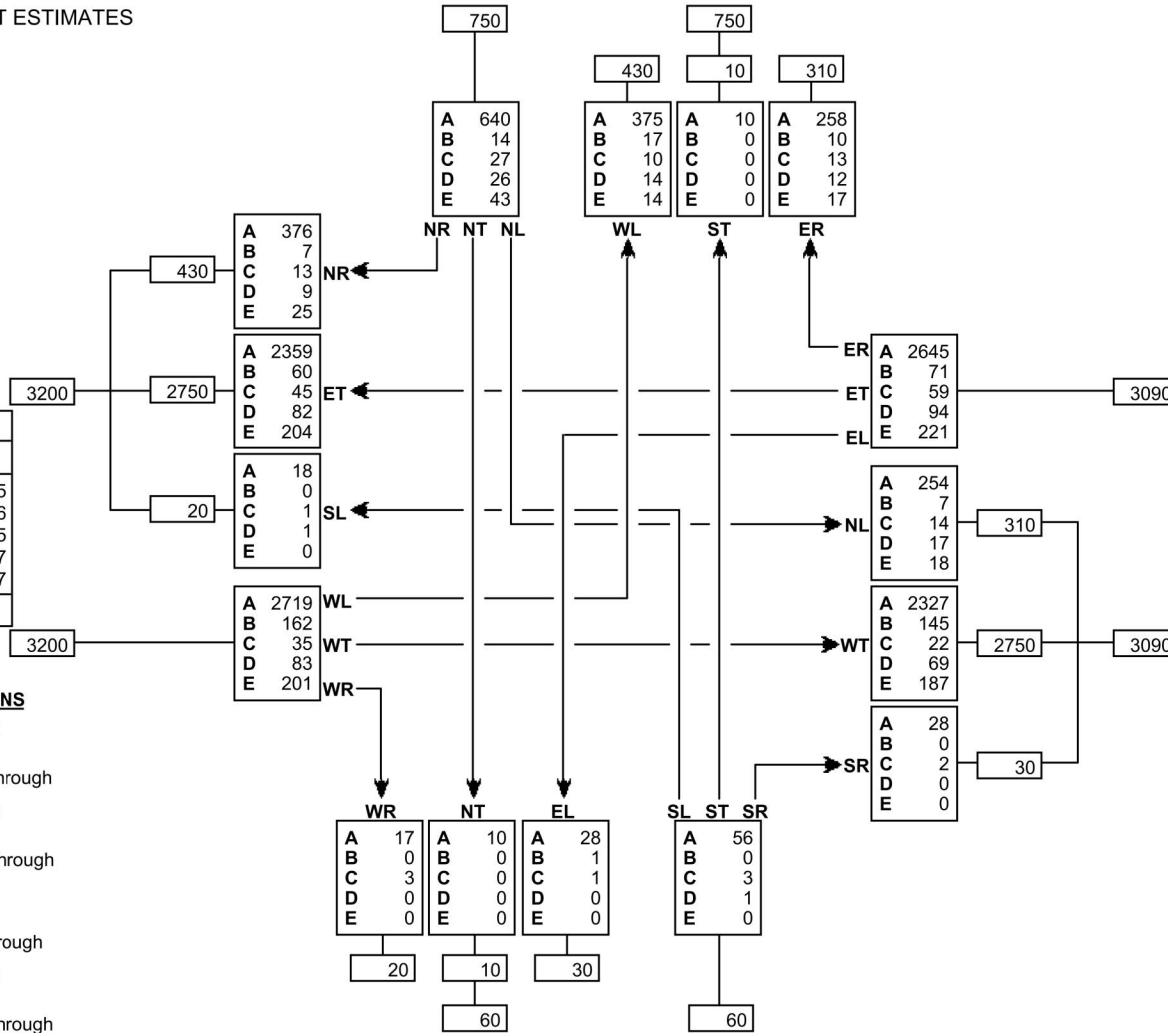 T ESTIMATES
750
750
430
10
310
A 640
B 14
C 27
D 26
E 43
A 375
B 17
C 10
D 14
E 14
A 10
B 0
C 0
D 0
E 0
A 258
B 10
C 13
D 12
E 17
NR NT NL
WL
ST
ER
A 376
B 7
C 13
D 9
E 25
NR
430
A 2359
B 60
C 45
D 82
E 204
ET
2750
3200
A 18
B 0
C 1
D 1
E 0
SL
20
5
6
5
7
7
A 2719
B 162
C 35
D 83
E 201
WL
WT
WR
3200
ER
ET
EL
A 2645
B 71
C 59
D 94
E 221
3090
NL
A 254
B 7
C 14
D 17
E 18
310
WT
A 2327
B 145
C 22
D 69
E 187
2750
3090
SR
A 28
B 0
C 2
D 0
E 0
30
NS
hrough
hrough
rough
hrough
WR
NT
EL
SL ST SR
A 17
B 0
C 3
D 0
E 0
A 10
B 0
C 0
D 0
E 0
A 28
B 1
C 1
D 0
E 0
A 56
B 0
C 3
D 1
E 0
20
10
30
60
60